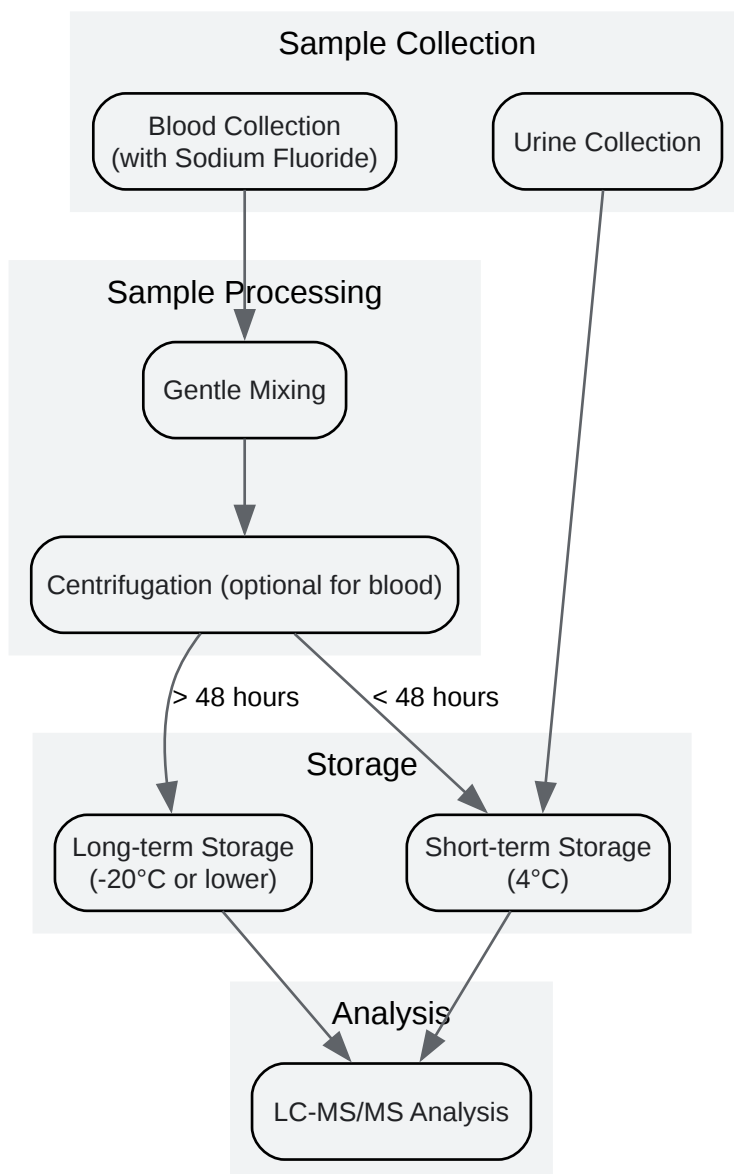 Sample Collection
Blood Collection
(with Sodium Fluoride)
Urine Collection
Sample Processing
Gentle Mixing
Centrifugation (optional for blood)
> 48 hours
< 48 hours
Storage
Long-term Storage
(-20°C or lower)
Short-term Storage
(4°C)
Analysis
LC-MS/MS Analysis